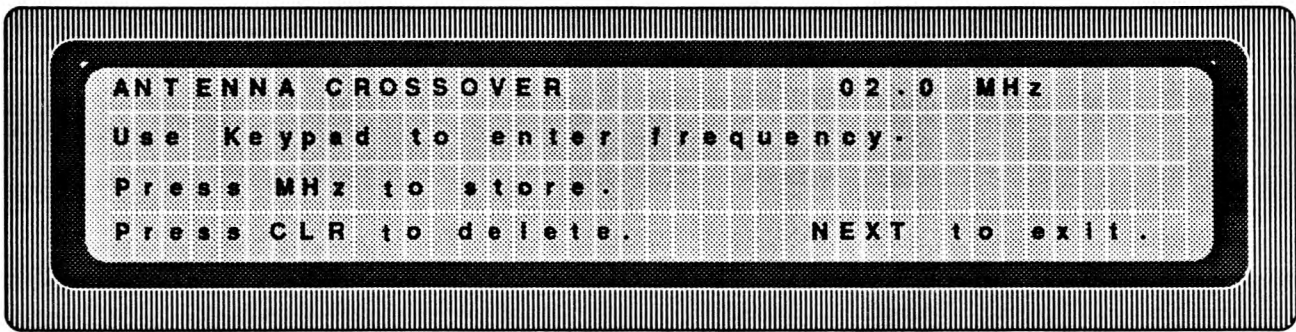 ANTENNA CROSSOVER 02.0 MHz
Use Keypad to enter frequency.
Press MHz to store.
Press CLR to delete. NEXT to exit.